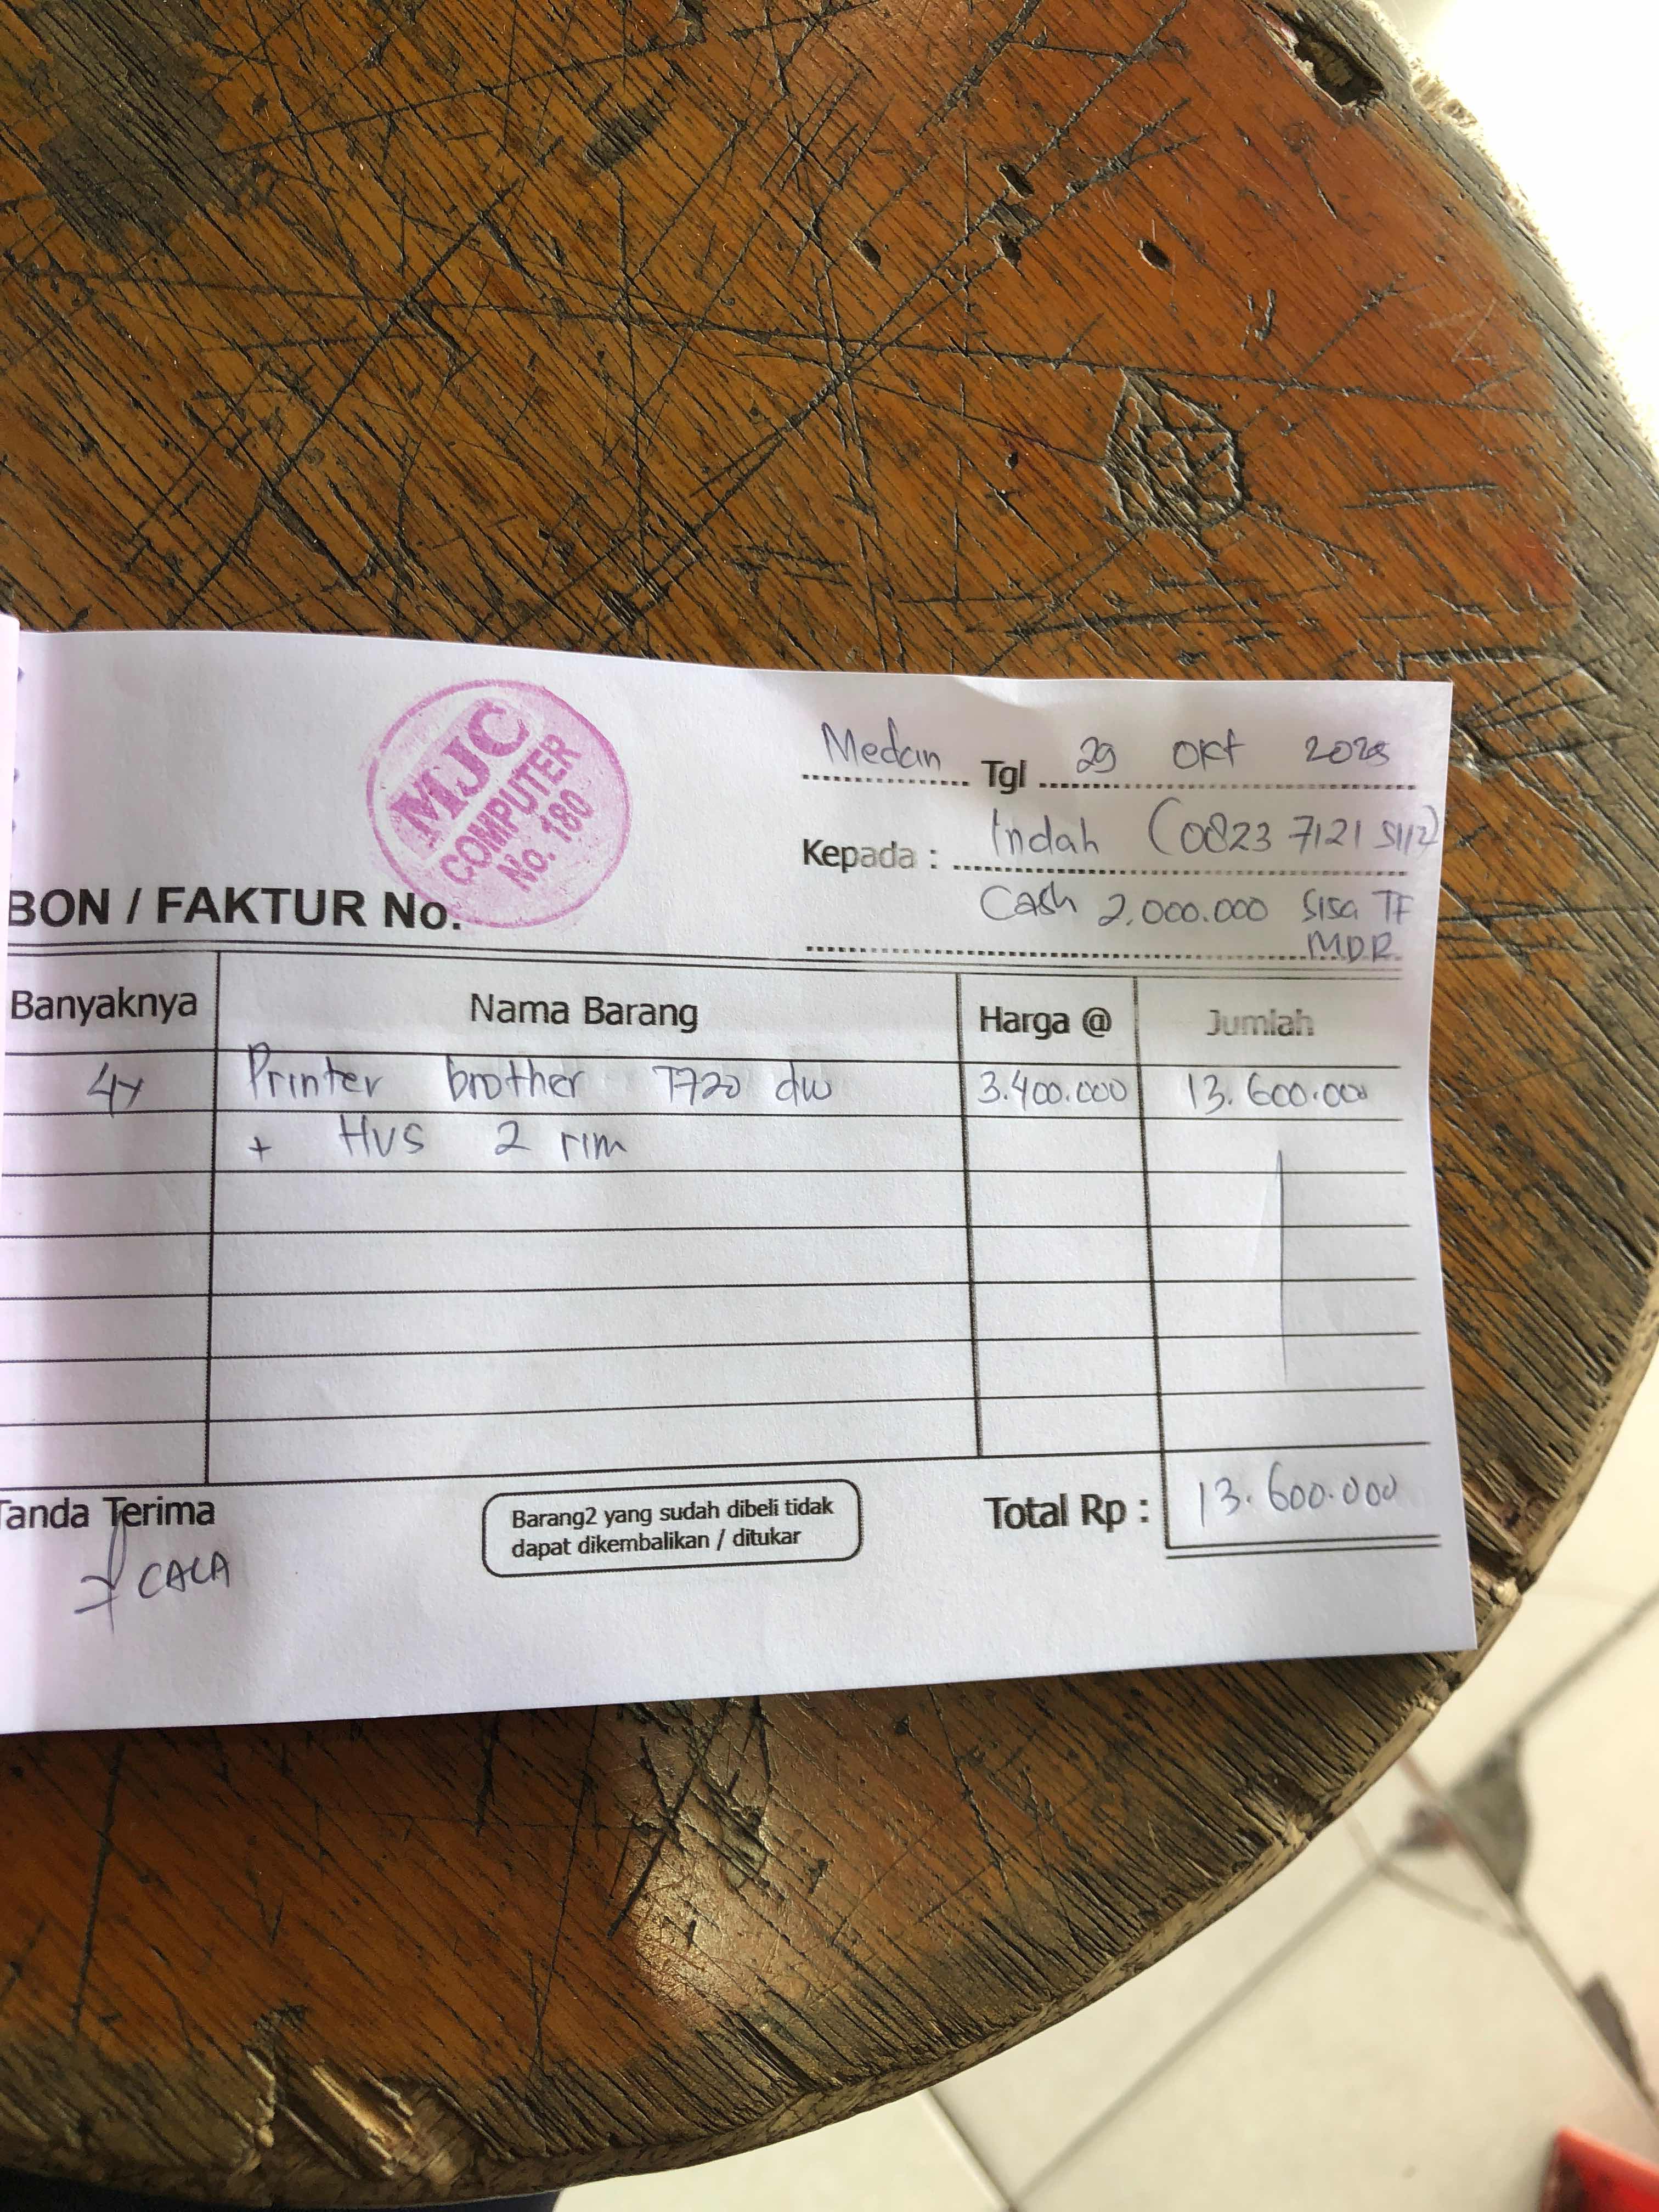 MJC
COMPUTER
No. 180
Medan Tgl 29 Okt 2025
Kepada : Indah (0823 7121 5112)
Cash 2.000.000 sisa TF
MDR
BON / FAKTUR No.
Banyaknya Nama Barang Harga @ Jumlah
4x Printer brother T720 dw 3.400.000 13.600.000
+ HVS 2 rim
Tanda Terima
CACA
Barang2 yang sudah dibeli tidak
dapat dikembalikan / ditukar
Total Rp : 13.600.000